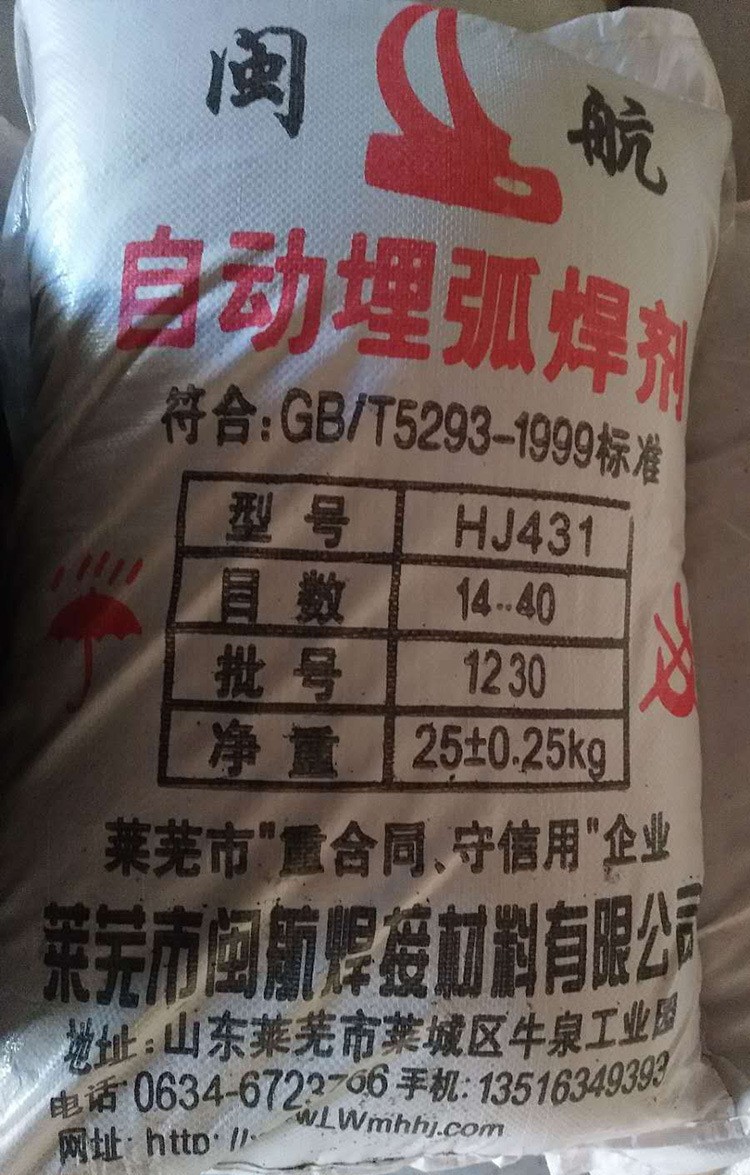 闽 航
自动埋弧焊剂
符合:GB/T5293-1999标准
型号 HJ431
目数 14--40
批号 1230
净重 25±0.25kg
莱芜市"重合同、守信用"企业
莱芜市闽航焊接材料有限公司
地址:山东莱芜市莱城区牛泉工业园
电话: 手机:13516349393
网址: http://